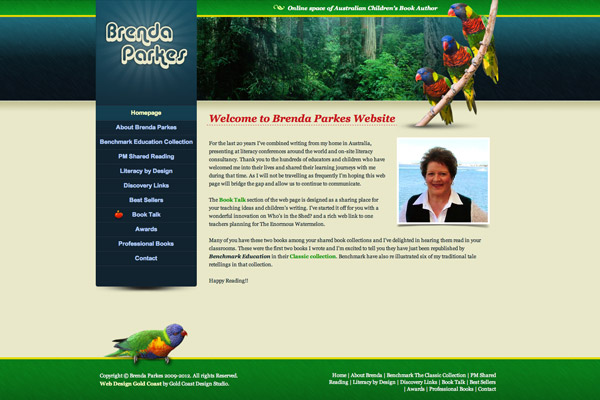 Online space of Australian Children's Book Author
Brenda
Parkes
Homepage
About Brenda Parkes
Benchmark Education Collection
PM Shared Reading
Literacy by Design
Discovery Links
Best Sellers
Book Talk
Awards
Professional Books
Contact
Welcome to Brenda Parkes Website
For the last 20 years I've combined writing from my home in Australia,
presenting at literacy conferences around the world and on-site literacy
consultancy. Thank you to the hundreds of educators and children who have
welcomed me into their lives and shared their learning journeys with me
during that time. As I will not be travelling as frequently I'm hoping this web
page will bridge the gap and allow us to continue to communicate.
The Book Talk section of the web page is designed as a sharing place for
your teaching ideas and children's writing. I've started it off for you with a
wonderful innovation on Who's in the Shed? and a rich web link to one
teachers planning for The Enormous Watermelon.
Many of you have these two books among your shared book collections and I've delighted in hearing them read in your
classrooms. These were the first two books I wrote and I'm excited to tell you they have just been republished by
Benchmark Education in their Classic collection. Benchmark have also re illustrated six of my traditional tale
retellings in that collection.
Happy Reading!!
Copyright © Brenda Parkes 2009-2012. All rights Reserved.
Web Design Gold Coast by Gold Coast Design Studio.
Home | About Brenda | Benchmark The Classic Collection | PM Shared
Reading | Literacy by Design | Discovery Links | Book Talk | Best Sellers
| Awards | Professional Books | Contact